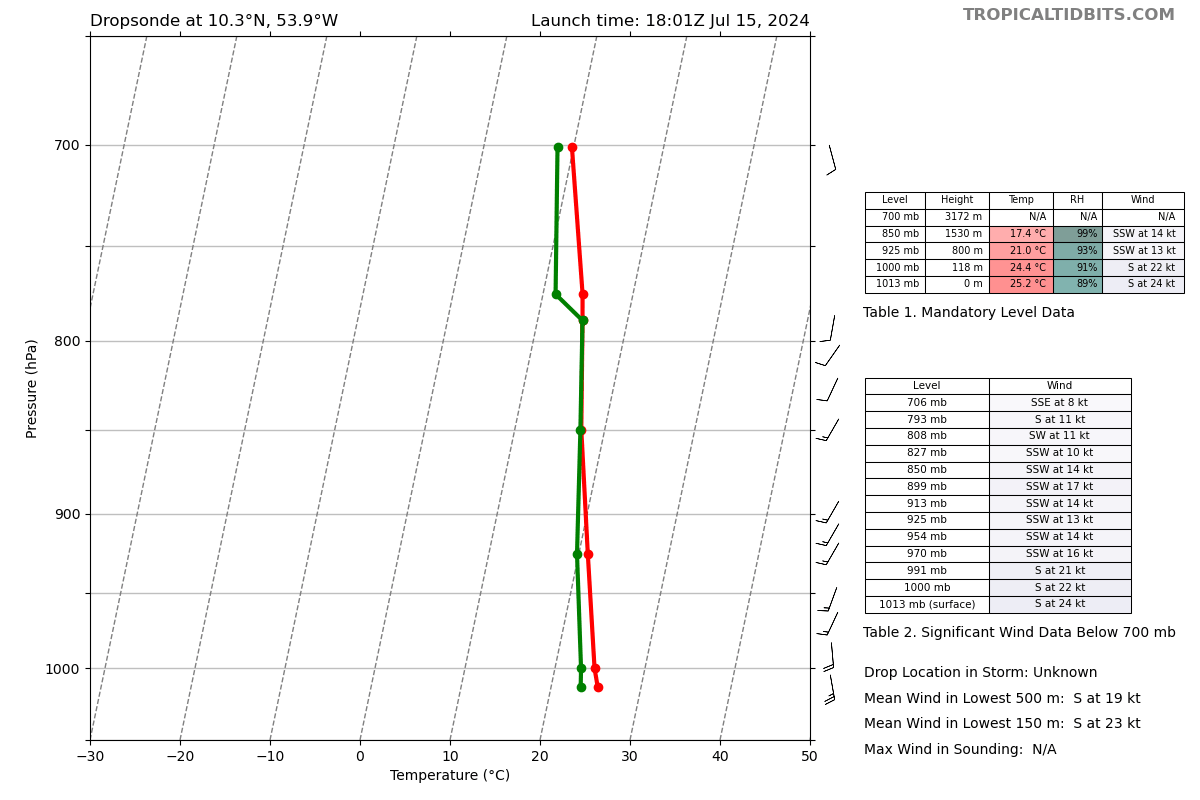 Dropsonde at 10.3°N, 53.9°W
Launch time: 18:01Z Jul 15, 2024
TROPICALTIDBITS.COM
700
800
900
1000
Pressure (hPa)
−30 −20 −10 0 10 20 30 40 50
Temperature (°C)
Level Height Temp RH Wind
700 mb 3172 m N/A N/A N/A
850 mb 1530 m 17.4 °C 99% SSW at 14 kt
925 mb 800 m 21.0 °C 93% SSW at 13 kt
1000 mb 118 m 24.4 °C 91% S at 22 kt
1013 mb 0 m 25.2 °C 89% S at 24 kt
Table 1. Mandatory Level Data
Level Wind
706 mb SSE at 8 kt
793 mb S at 11 kt
808 mb SW at 11 kt
827 mb SSW at 10 kt
850 mb SSW at 14 kt
899 mb SSW at 17 kt
913 mb SSW at 14 kt
925 mb SSW at 13 kt
954 mb SSW at 14 kt
970 mb SSW at 16 kt
991 mb S at 21 kt
1000 mb S at 22 kt
1013 mb (surface) S at 24 kt
Table 2. Significant Wind Data Below 700 mb
Drop Location in Storm: Unknown
Mean Wind in Lowest 500 m: S at 19 kt
Mean Wind in Lowest 150 m: S at 23 kt
Max Wind in Sounding: N/A